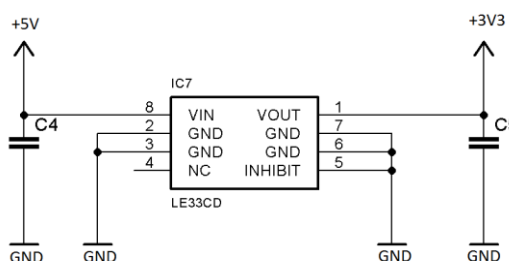 +5V
+3V3
IC7
8 VIN VOUT 1
C4
2 GND GND 7
3 GND GND 6
4 NC INHIBIT 5
LE33CD
GND GND GND GND